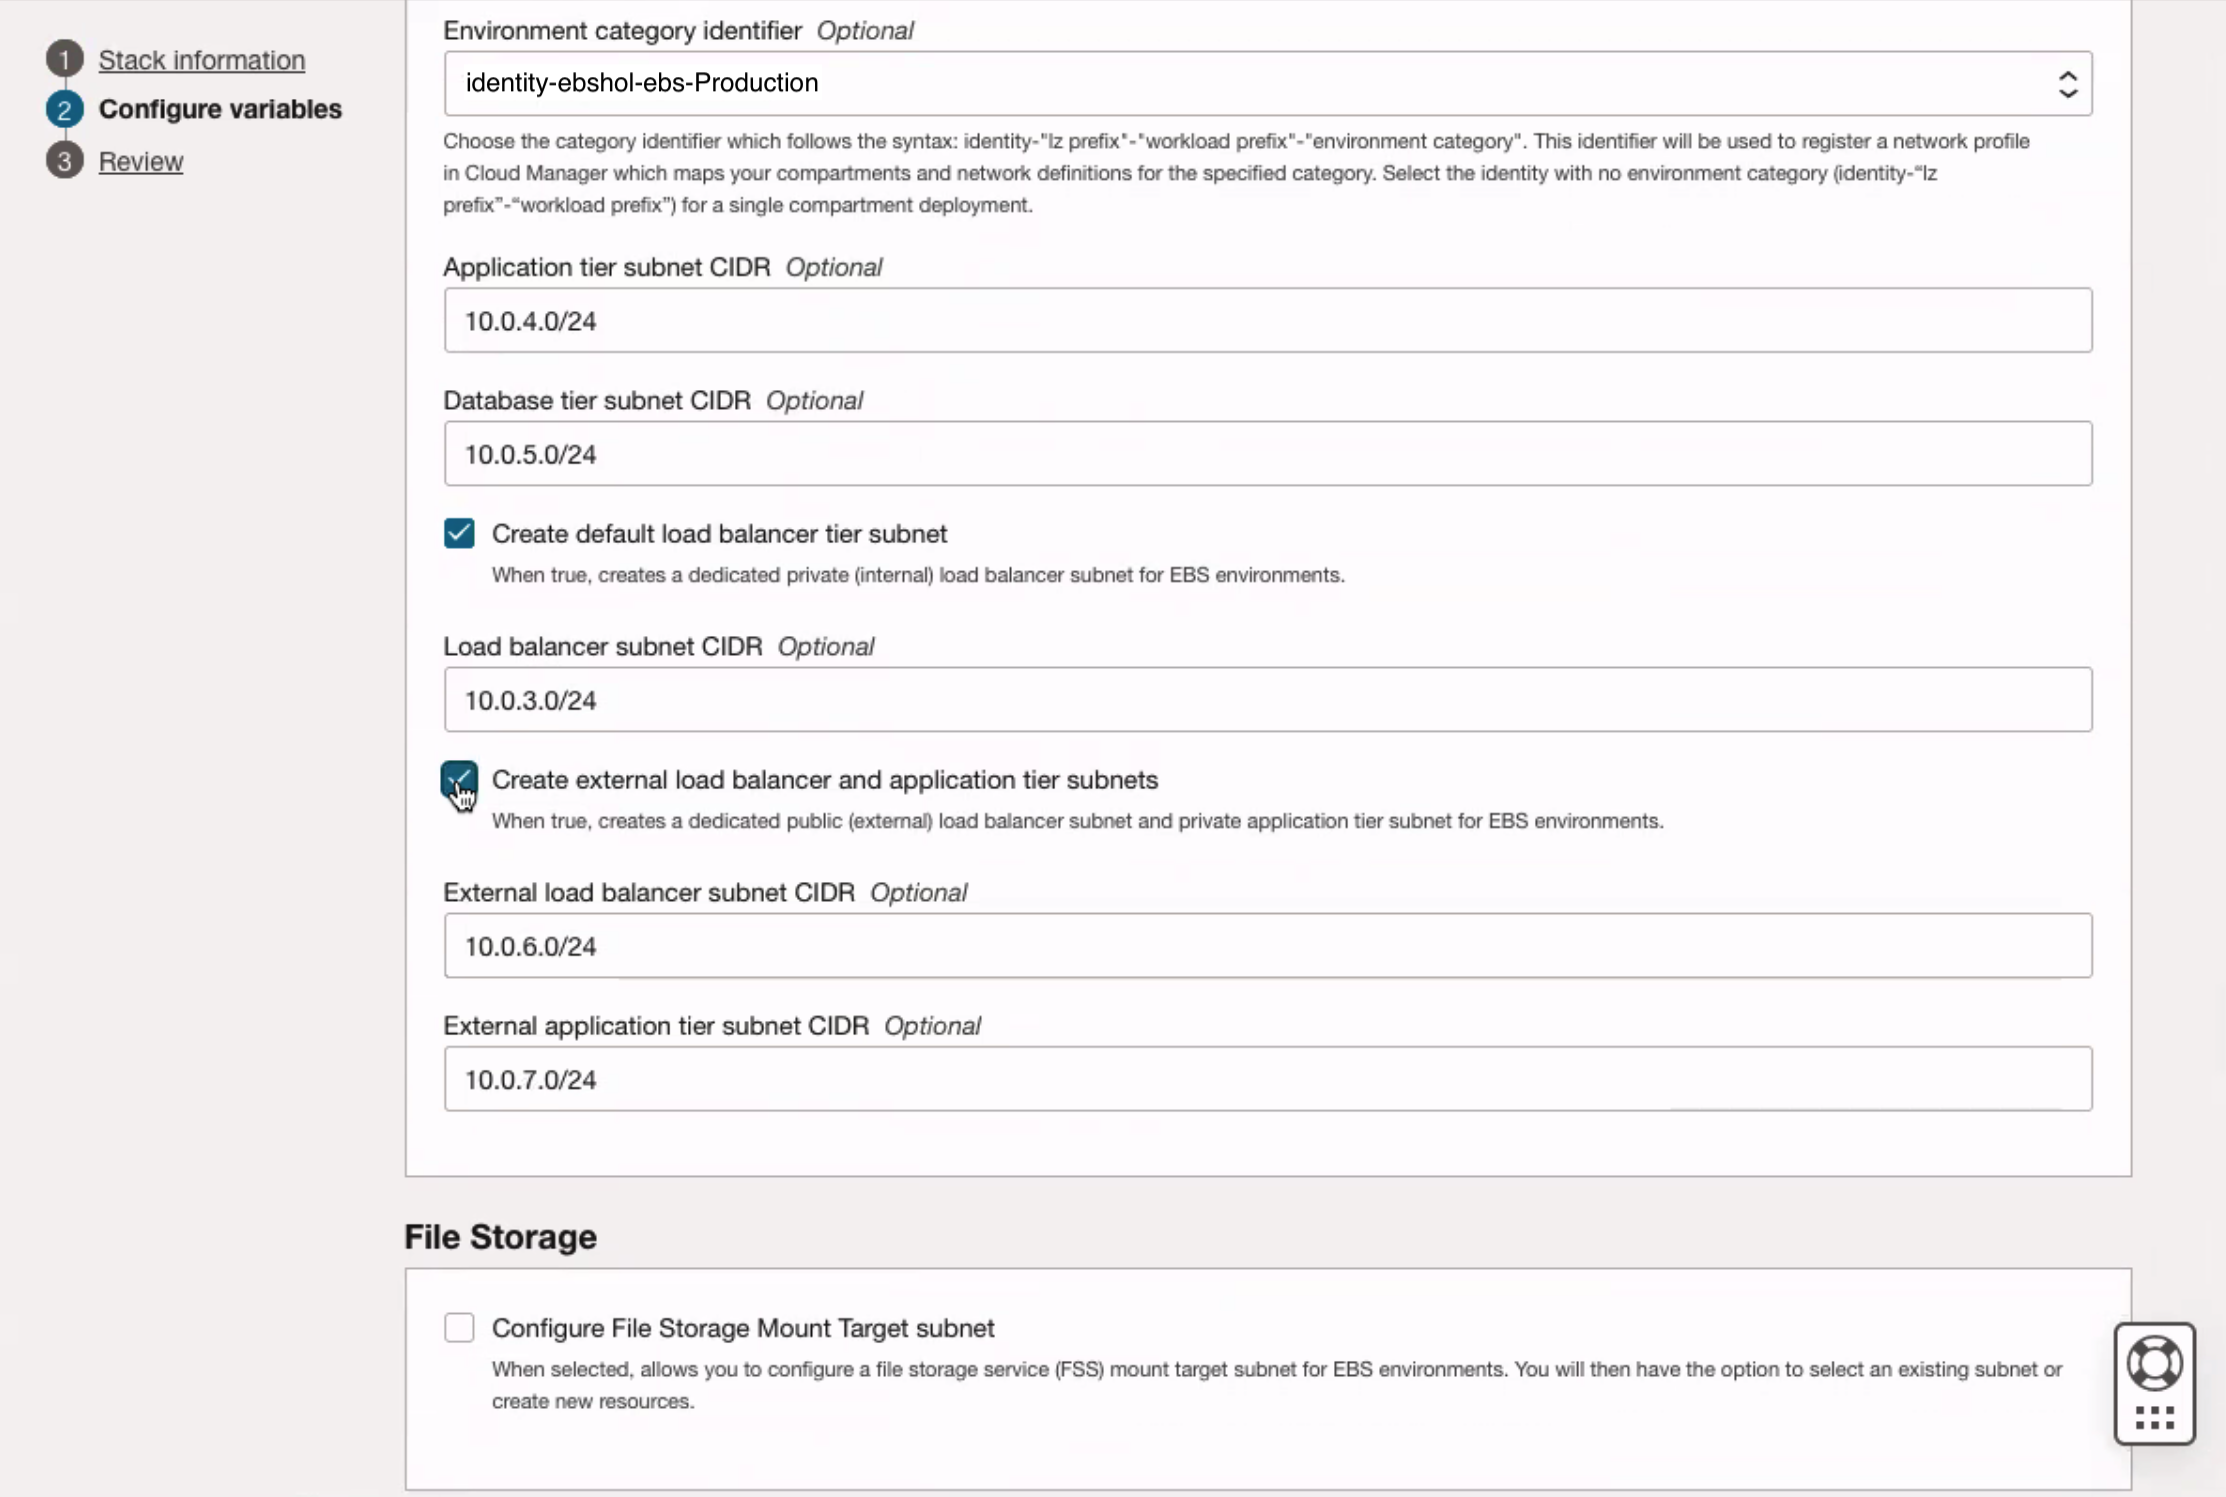 1 Stack information
2 Configure variables
3 Review
Environment category identifier Optional
identity-ebshol-ebs-Production
Choose the category identifier which follows the syntax: identity-"lz prefix"-"workload prefix"-"environment category". This identifier will be used to register a network profile
in Cloud Manager which maps your compartments and network definitions for the specified category. Select the identity with no environment category (identity-“lz
prefix”-“workload prefix”) for a single compartment deployment.
Application tier subnet CIDR Optional
10.0.4.0/24
Database tier subnet CIDR Optional
10.0.5.0/24
Create default load balancer tier subnet
When true, creates a dedicated private (internal) load balancer subnet for EBS environments.
Load balancer subnet CIDR Optional
10.0.3.0/24
Create external load balancer and application tier subnets
When true, creates a dedicated public (external) load balancer subnet and private application tier subnet for EBS environments.
External load balancer subnet CIDR Optional
10.0.6.0/24
External application tier subnet CIDR Optional
10.0.7.0/24
File Storage
Configure File Storage Mount Target subnet
When selected, allows you to configure a file storage service (FSS) mount target subnet for EBS environments. You will then have the option to select an existing subnet or
create new resources.